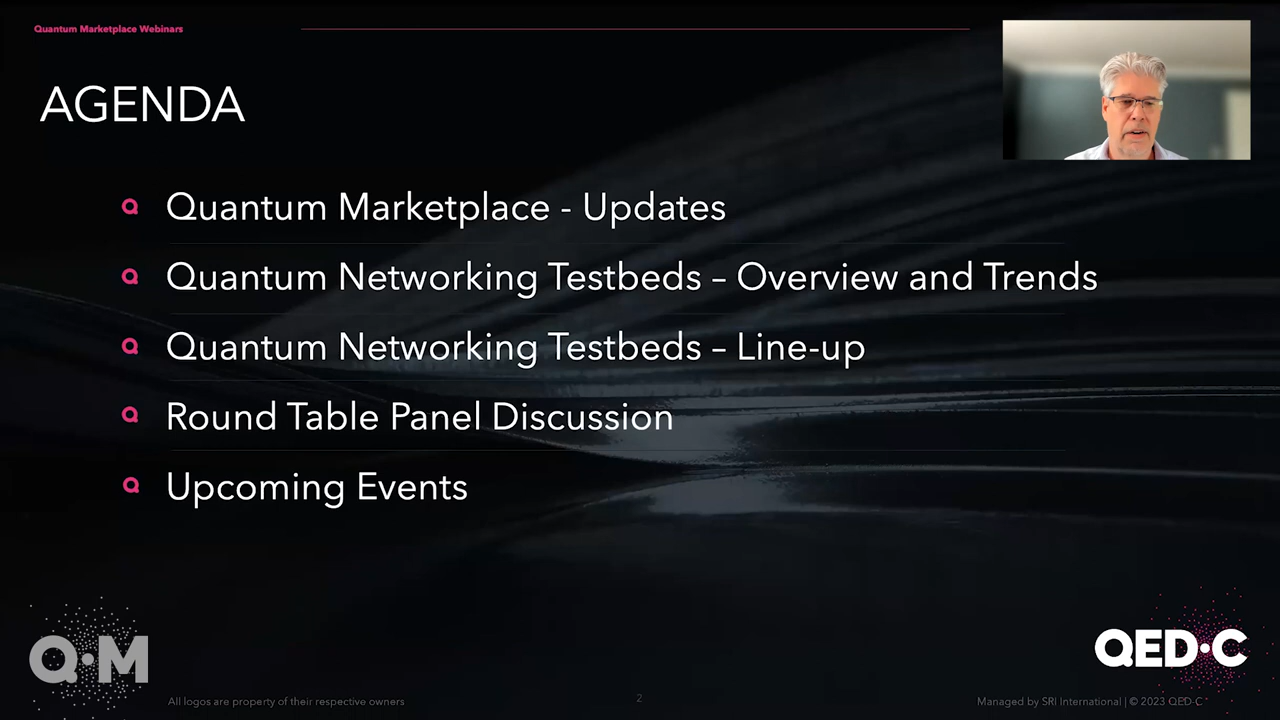 Quantum Marketplace Webinars
AGENDA
Quantum Marketplace - Updates
Quantum Networking Testbeds – Overview and Trends
Quantum Networking Testbeds – Line-up
Round Table Panel Discussion
Upcoming Events
Q·M
QED·C
All logos are property of their respective owners
2
Managed by SRI International | © 2023 QED-C